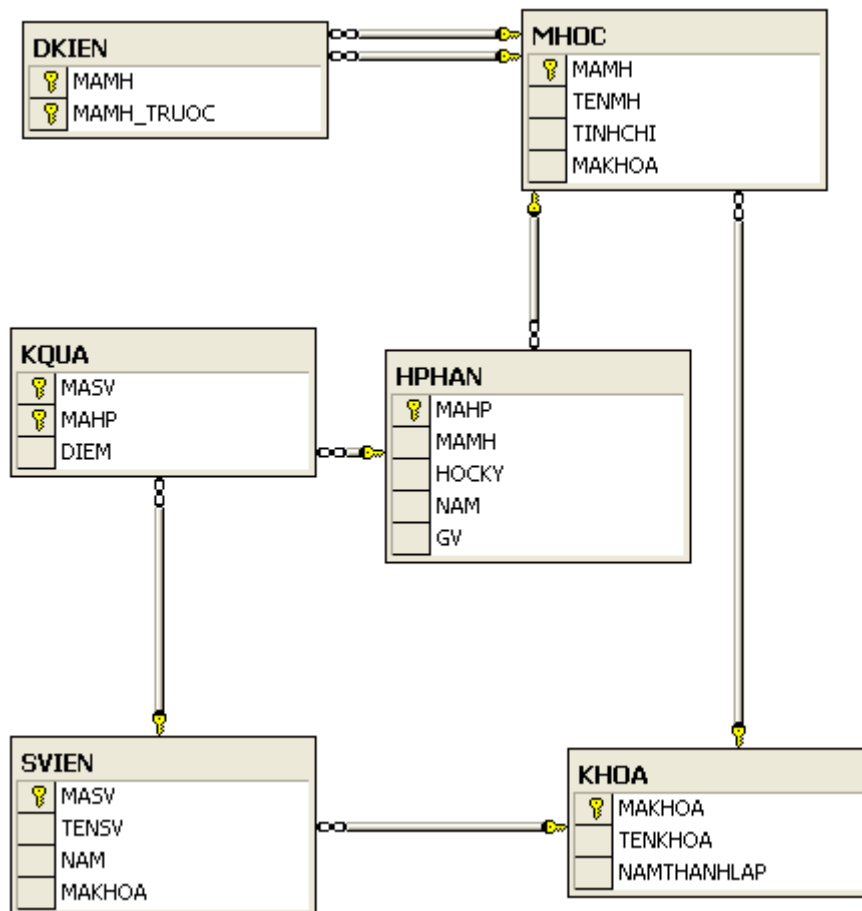 DKIEN
MAMH
MAMH_TRUOC
MHOC
MAMH
TENMH
TINHCHI
MAKHOA
KQUA
MASV
MAHP
DIEM
HPHAN
MAHP
MAMH
HOCKY
NAM
GV
SVIEN
MASV
TENSV
NAM
MAKHOA
KHOA
MAKHOA
TENKHOA
NAMTHANHLAP